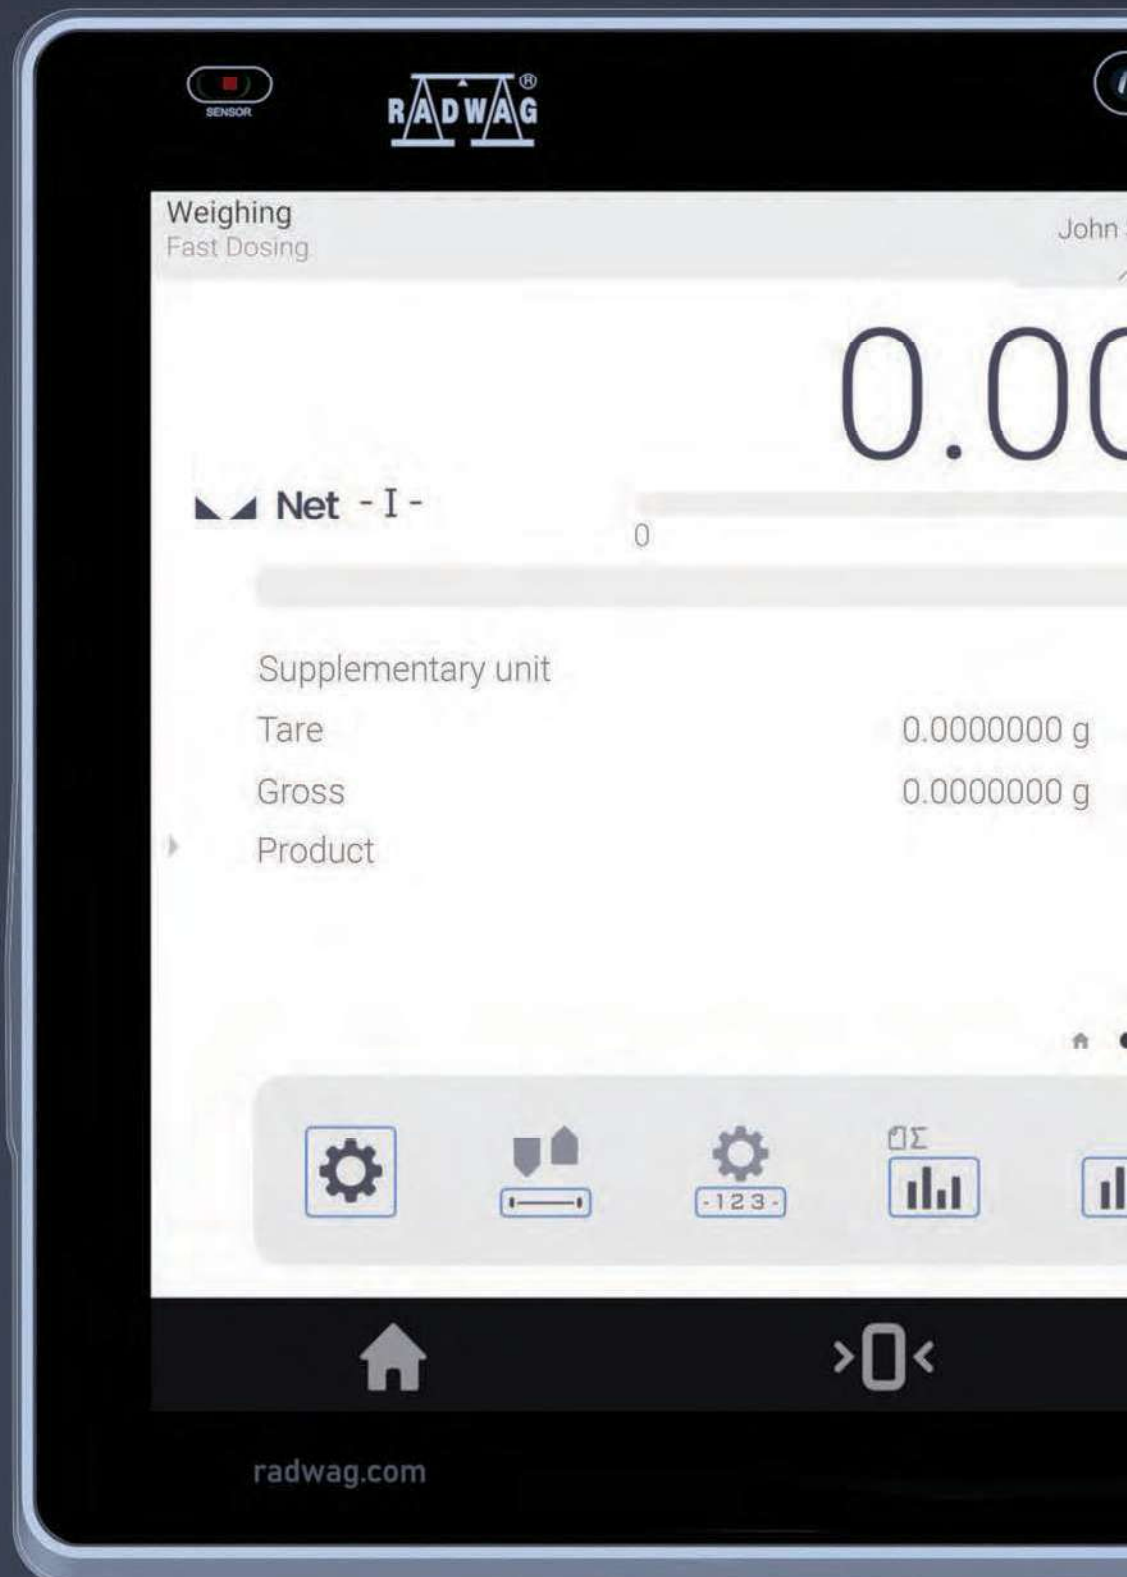 SENSOR
RADWAG®
Weighing
Fast Dosing
John
0.00
Net - I -
0
Supplementary unit
Tare 0.0000000 g
Gross 0.0000000 g
Product
Σ
-123-
>0<
radwag.com